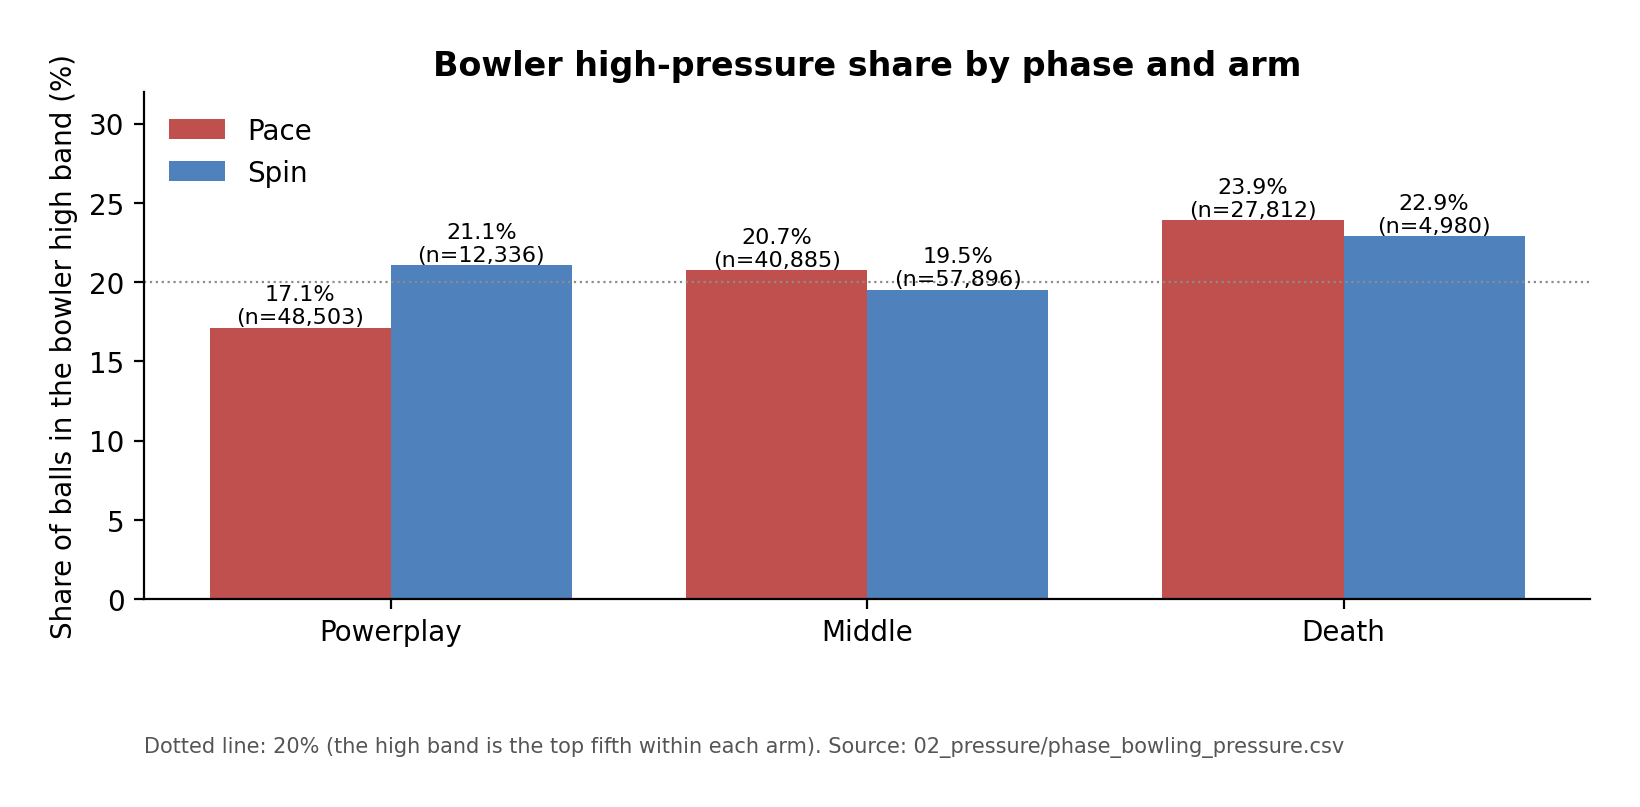 Bowler high-pressure share by phase and arm
Share of balls in the bowler high band (%)
30
25
20
15
10
5
0
Pace
Spin
17.1%
(n=48,503)
21.1%
(n=12,336)
20.7%
(n=40,885)
19.5%
(n=57,896)
23.9%
(n=27,812)
22.9%
(n=4,980)
Powerplay
Middle
Death
Dotted line: 20% (the high band is the top fifth within each arm). Source: 02_pressure/phase_bowling_pressure.csv